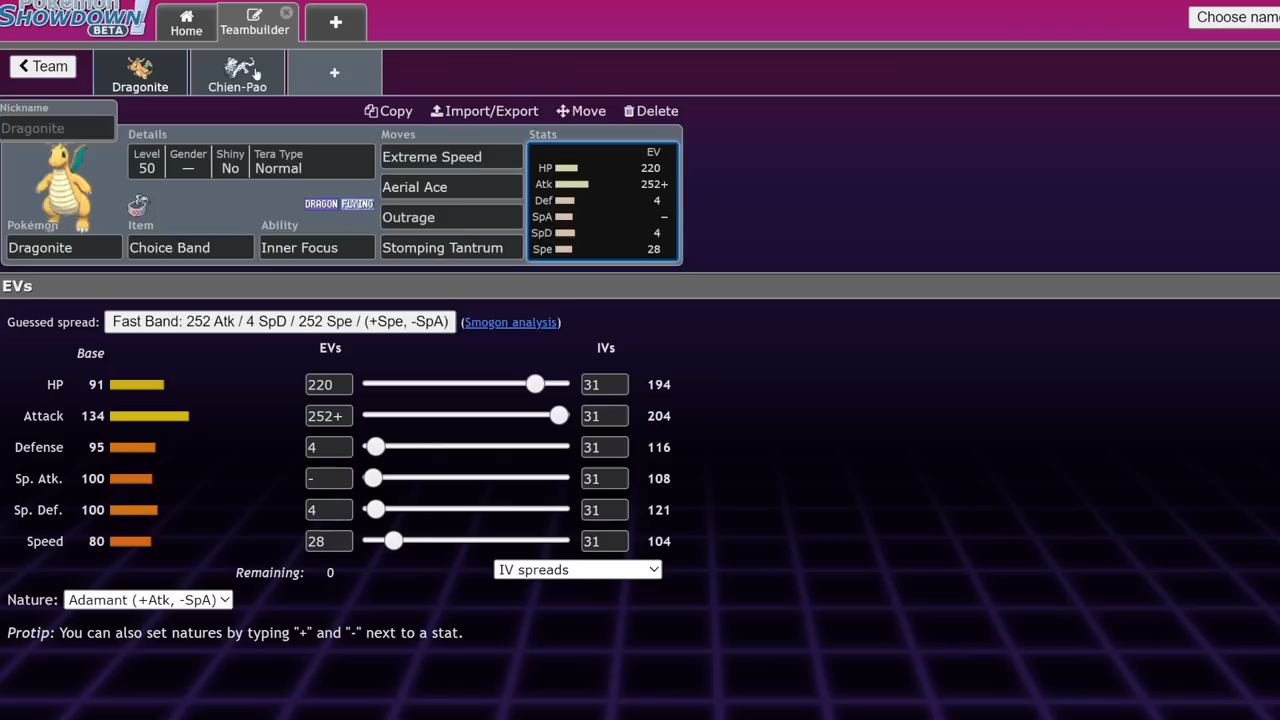 Pokémon
SHOWDOWN!
BETA
Home
Teambuilder
+
Choose name
Team
Dragonite
Chien-Pao
+
Copy
Import/Export
Move
Delete
Nickname
Dragonite
Details
Level Gender Shiny Tera Type
50 — No Normal
DRAGON FLYING
Pokémon
Dragonite
Item
Choice Band
Ability
Inner Focus
Moves
Extreme Speed
Aerial Ace
Outrage
Stomping Tantrum
Stats
EV
HP 220
Atk 252+
Def 4
SpA –
SpD 4
Spe 28
EVs
Guessed spread: Fast Band: 252 Atk / 4 SpD / 252 Spe / (+Spe, -SpA) (Smogon analysis)
Base EVs IVs
HP 91 220 31 194
Attack 134 252+ 31 204
Defense 95 4 31 116
Sp. Atk. 100 - 31 108
Sp. Def. 100 4 31 121
Speed 80 28 31 104
Remaining: 0 IV spreads
Nature: Adamant (+Atk, -SpA)
Protip: You can also set natures by typing "+" and "-" next to a stat.